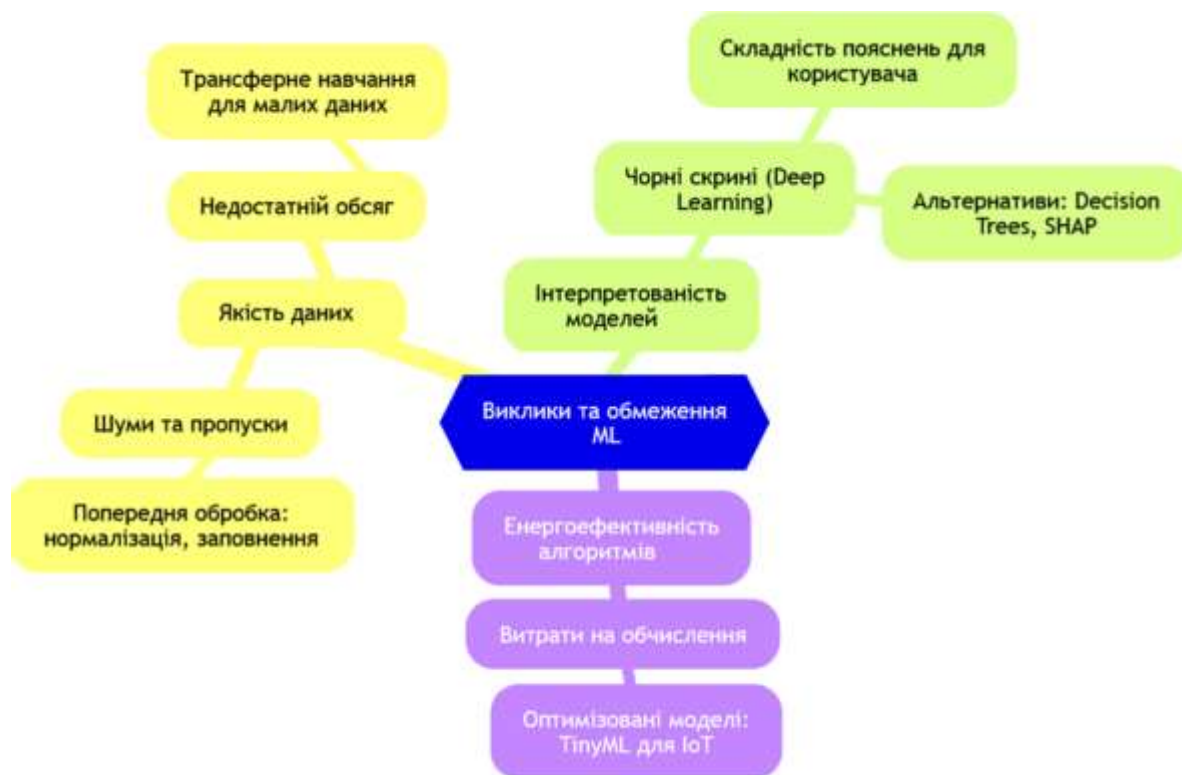 Складність пояснень для
користувача
Трансферне навчання
для малих даних
Чорні скрині (Deep
Learning)
Альтернативи: Decision
Trees, SHAP
Недостатній обсяг
Інтерпретованість
моделей
Якість даних
Виклики та обмеження
ML
Шуми та пропуски
Попередня обробка:
нормалізація, заповнення
Енергоефективність
алгоритмів
Витрати на обчислення
Оптимізовані моделі:
TinyML для IoT